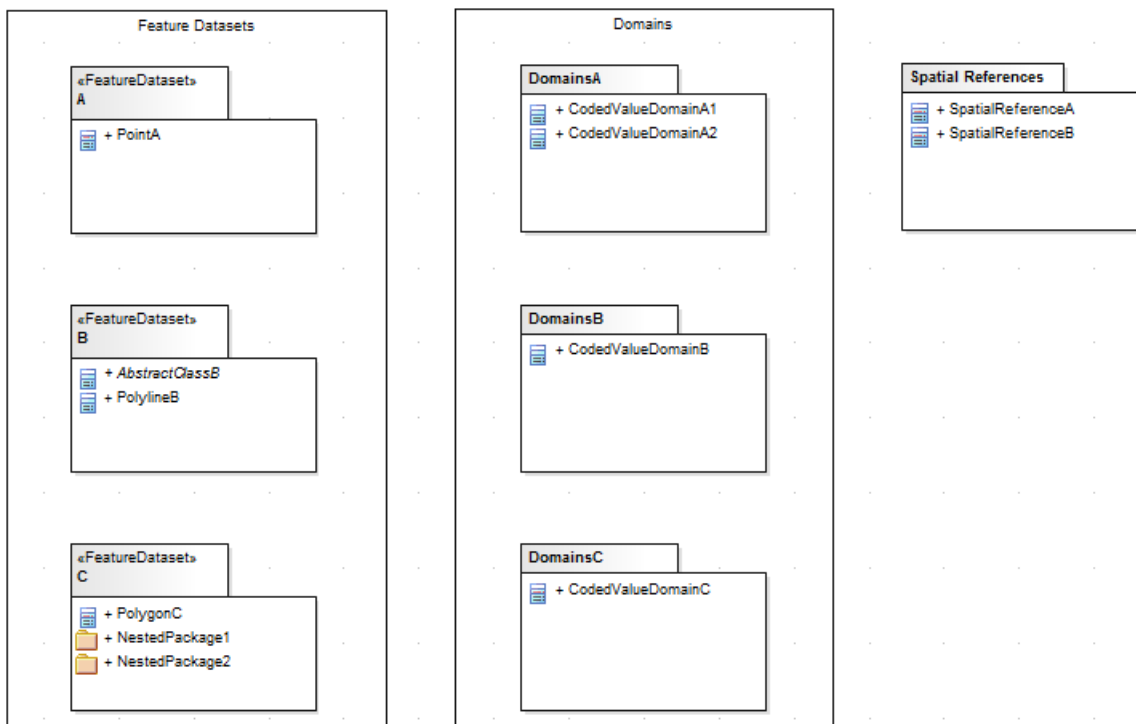 Feature Datasets
«FeatureDataset»
A
+ PointA
«FeatureDataset»
B
+ AbstractClassB
+ PolylineB
«FeatureDataset»
C
+ PolygonC
+ NestedPackage1
+ NestedPackage2
Domains
DomainsA
+ CodedValueDomainA1
+ CodedValueDomainA2
DomainsB
+ CodedValueDomainB
DomainsC
+ CodedValueDomainC
Spatial References
+ SpatialReferenceA
+ SpatialReferenceB